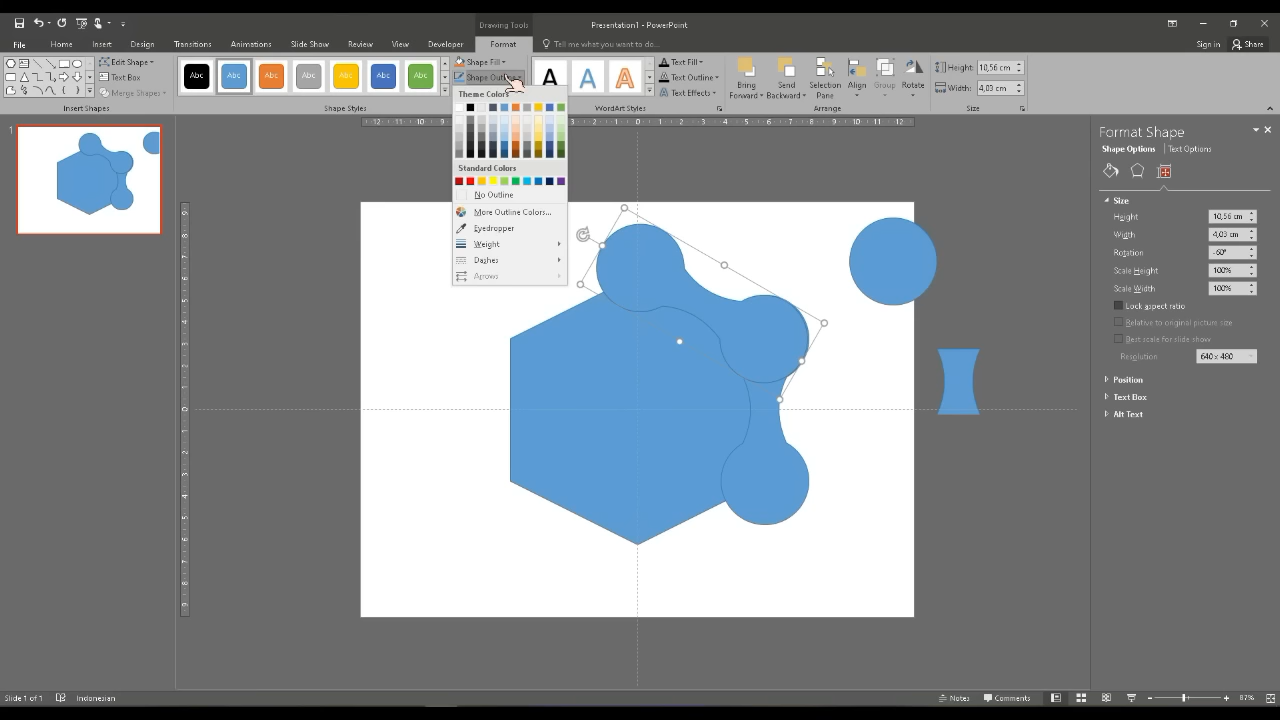 Drawing Tools
Presentation1 - PowerPoint
File Home Insert Design Transitions Animations Slide Show Review View Developer Format Tell me what you want to do... Sign in Share
Edit Shape
Text Box
Merge Shapes
Insert Shapes
Abc Abc Abc Abc Abc Abc
Shape Styles
Shape Fill
Shape Outline
A A A
WordArt Styles
Text Fill
Text Outline
Text Effects
Bring Forward
Send Backward
Selection Pane
Align Group Rotate
Arrange
Height: 10,56 cm
Width: 4,03 cm
Size
Theme Colors
Standard Colors
No Outline
More Outline Colors...
Eyedropper
Weight
Dashes
Arrows
1
Format Shape
Shape Options Text Options
Size
Height 10,56 cm
Width 4,03 cm
Rotation -60°
Scale Height 100%
Scale Width 100%
Lock aspect ratio
Relative to original picture size
Best scale for slide show
Resolution 640 x 480
Position
Text Box
Alt Text
Slide 1 of 1 Indonesian Notes Comments 87%